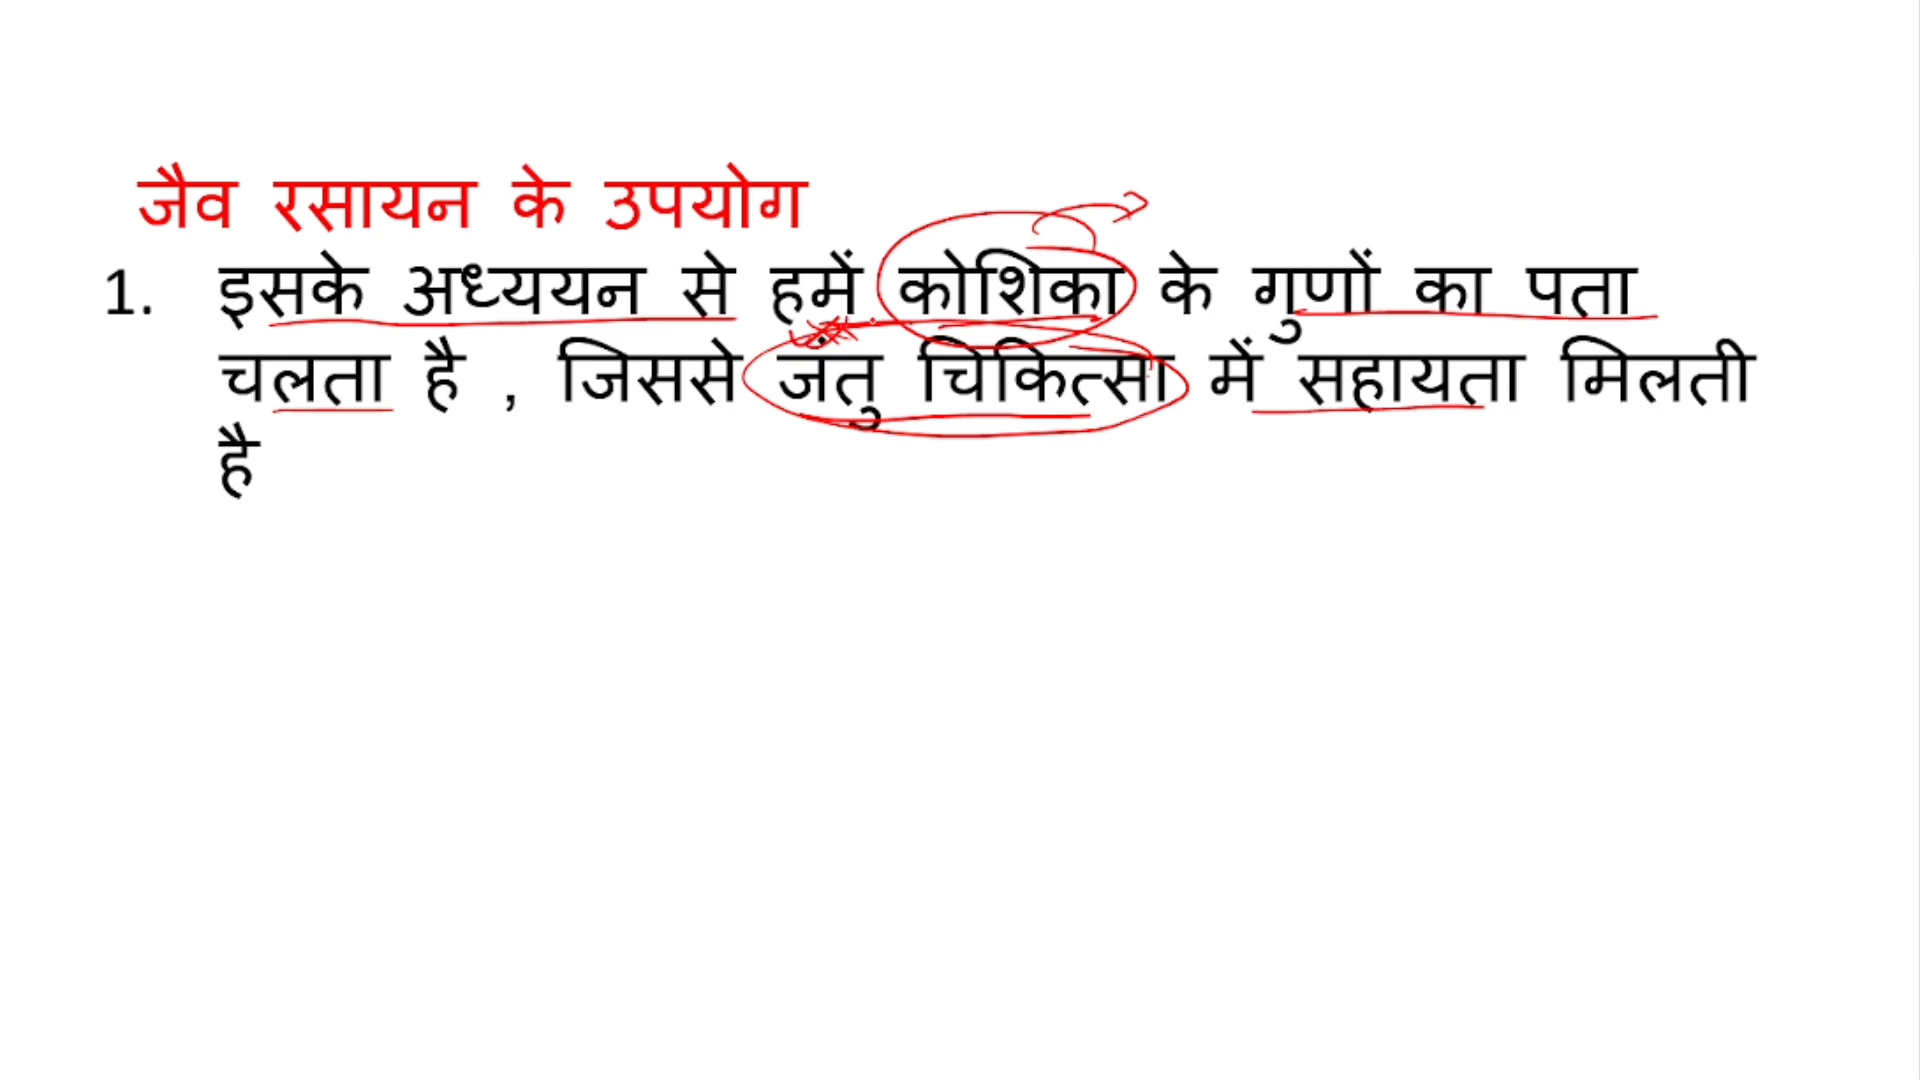 जैव रसायन के उपयोग
1. इसके अध्ययन से हमें कोशिका के गुणों का पता
चलता है , जिससे जंतु चिकित्सा में सहायता मिलती
है